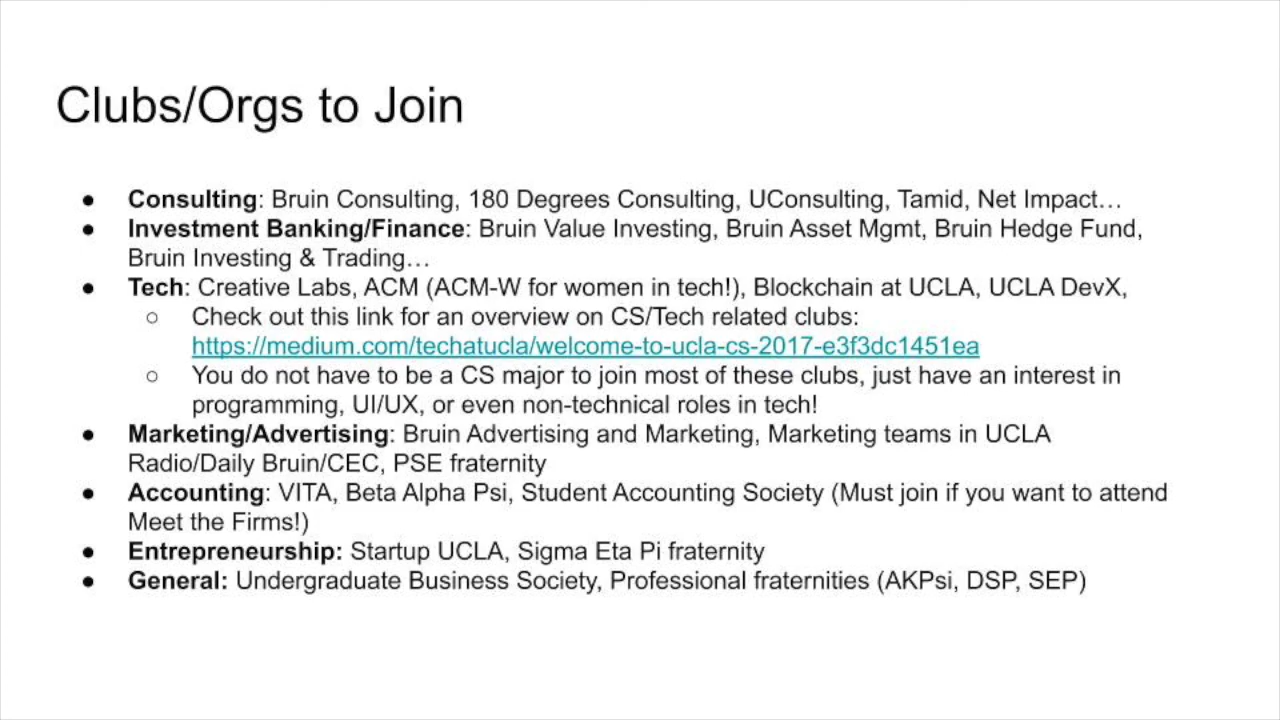 Clubs/Orgs to Join
● Consulting: Bruin Consulting, 180 Degrees Consulting, UConsulting, Tamid, Net Impact…
● Investment Banking/Finance: Bruin Value Investing, Bruin Asset Mgmt, Bruin Hedge Fund,
Bruin Investing & Trading…
● Tech: Creative Labs, ACM (ACM-W for women in tech!), Blockchain at UCLA, UCLA DevX,
○ Check out this link for an overview on CS/Tech related clubs:
https://medium.com/techatucla/welcome-to-ucla-cs-2017-e3f3dc1451ea
○ You do not have to be a CS major to join most of these clubs, just have an interest in
programming, UI/UX, or even non-technical roles in tech!
● Marketing/Advertising: Bruin Advertising and Marketing, Marketing teams in UCLA
Radio/Daily Bruin/CEC, PSE fraternity
● Accounting: VITA, Beta Alpha Psi, Student Accounting Society (Must join if you want to attend
Meet the Firms!)
● Entrepreneurship: Startup UCLA, Sigma Eta Pi fraternity
● General: Undergraduate Business Society, Professional fraternities (AKPsi, DSP, SEP)